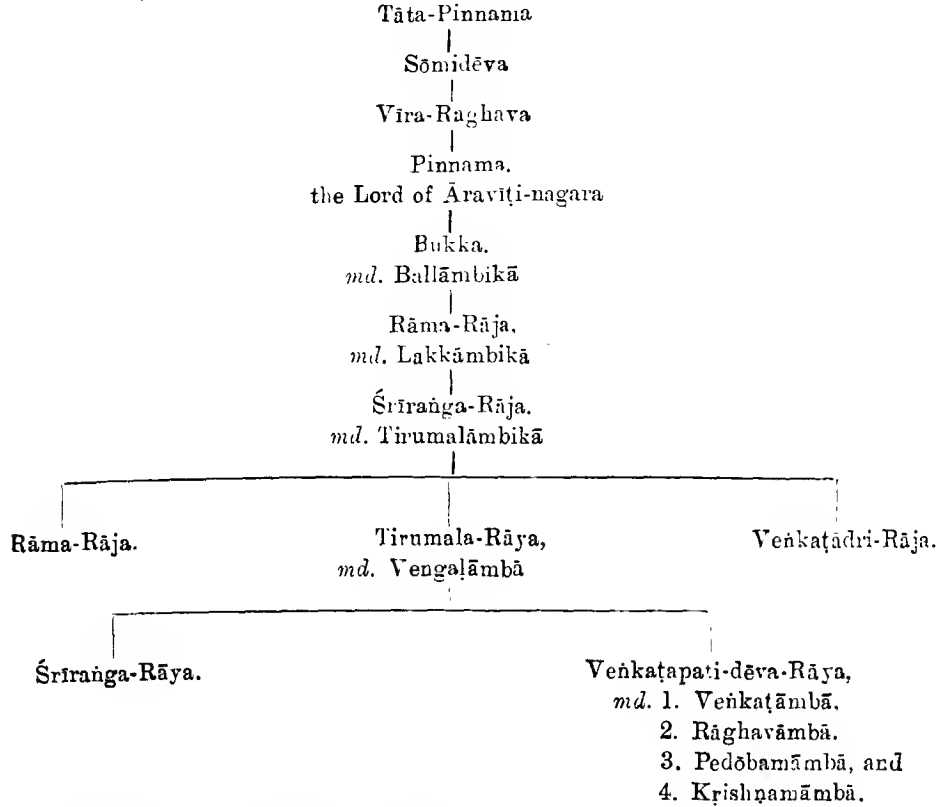 Tāta-Pinnama
Sōmidēva
Vīra-Raghava
Pinnama.
the Lord of Āravīṭi-nagara
Bukka.
md. Ballāmbikā
Rāma-Rāja,
md. Lakkāmbikā
Śrīraṅga-Rāja.
md. Tirumalāmbikā
Rāma-Rāja. Tirumala-Rāya, Veṅkaṭādri-Rāja.
md. Vengaḷāmbā
Śrīraṅga-Rāya. Veṅkaṭapati-dēva-Rāya,
md. 1. Veṅkaṭāmbā.
2. Rāghavāmbā.
3. Pedōbamāmbā, and
4. Kṛishṇamāmbā.